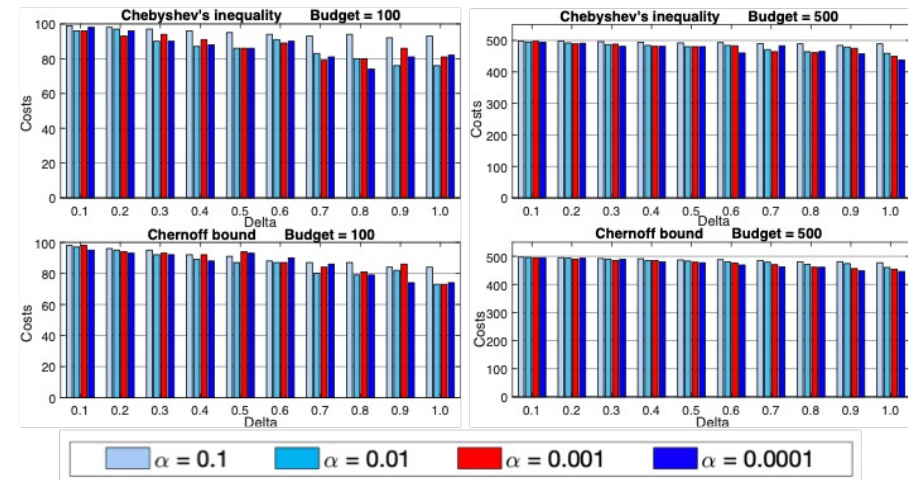 Chebyshev's inequality Budget = 100
Costs
100
80
60
40
20
0
0.1 0.2 0.3 0.4 0.5 0.6 0.7 0.8 0.9 1.0
Delta
Chebyshev's inequality Budget = 500
Costs
500
400
300
200
100
0
0.1 0.2 0.3 0.4 0.5 0.6 0.7 0.8 0.9 1.0
Delta
Chernoff bound Budget = 100
Costs
100
80
60
40
20
0
0.1 0.2 0.3 0.4 0.5 0.6 0.7 0.8 0.9 1.0
Delta
Chernoff bound Budget = 500
Costs
500
400
300
200
100
0
0.1 0.2 0.3 0.4 0.5 0.6 0.7 0.8 0.9 1.0
Delta
α = 0.1 α = 0.01 α = 0.001 α = 0.0001